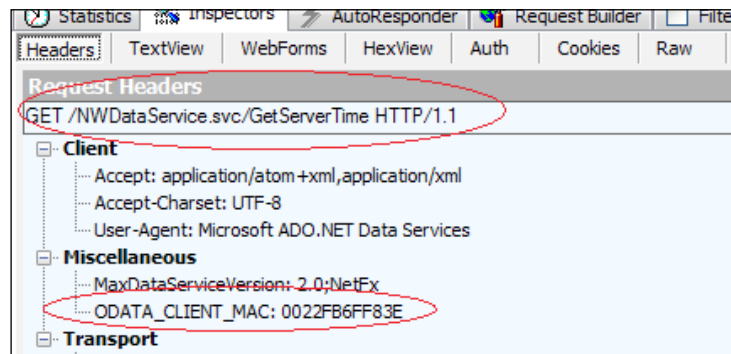 Statistics Inspectors AutoResponder Request Builder Filte
Headers TextView WebForms HexView Auth Cookies Raw
Request Headers
GET /NWDataService.svc/GetServerTime HTTP/1.1
Client
Accept: application/atom+xml,application/xml
Accept-Charset: UTF-8
User-Agent: Microsoft ADO.NET Data Services
Miscellaneous
MaxDataServiceVersion: 2.0;NetFx
ODATA_CLIENT_MAC: 0022FB6FF83E
Transport